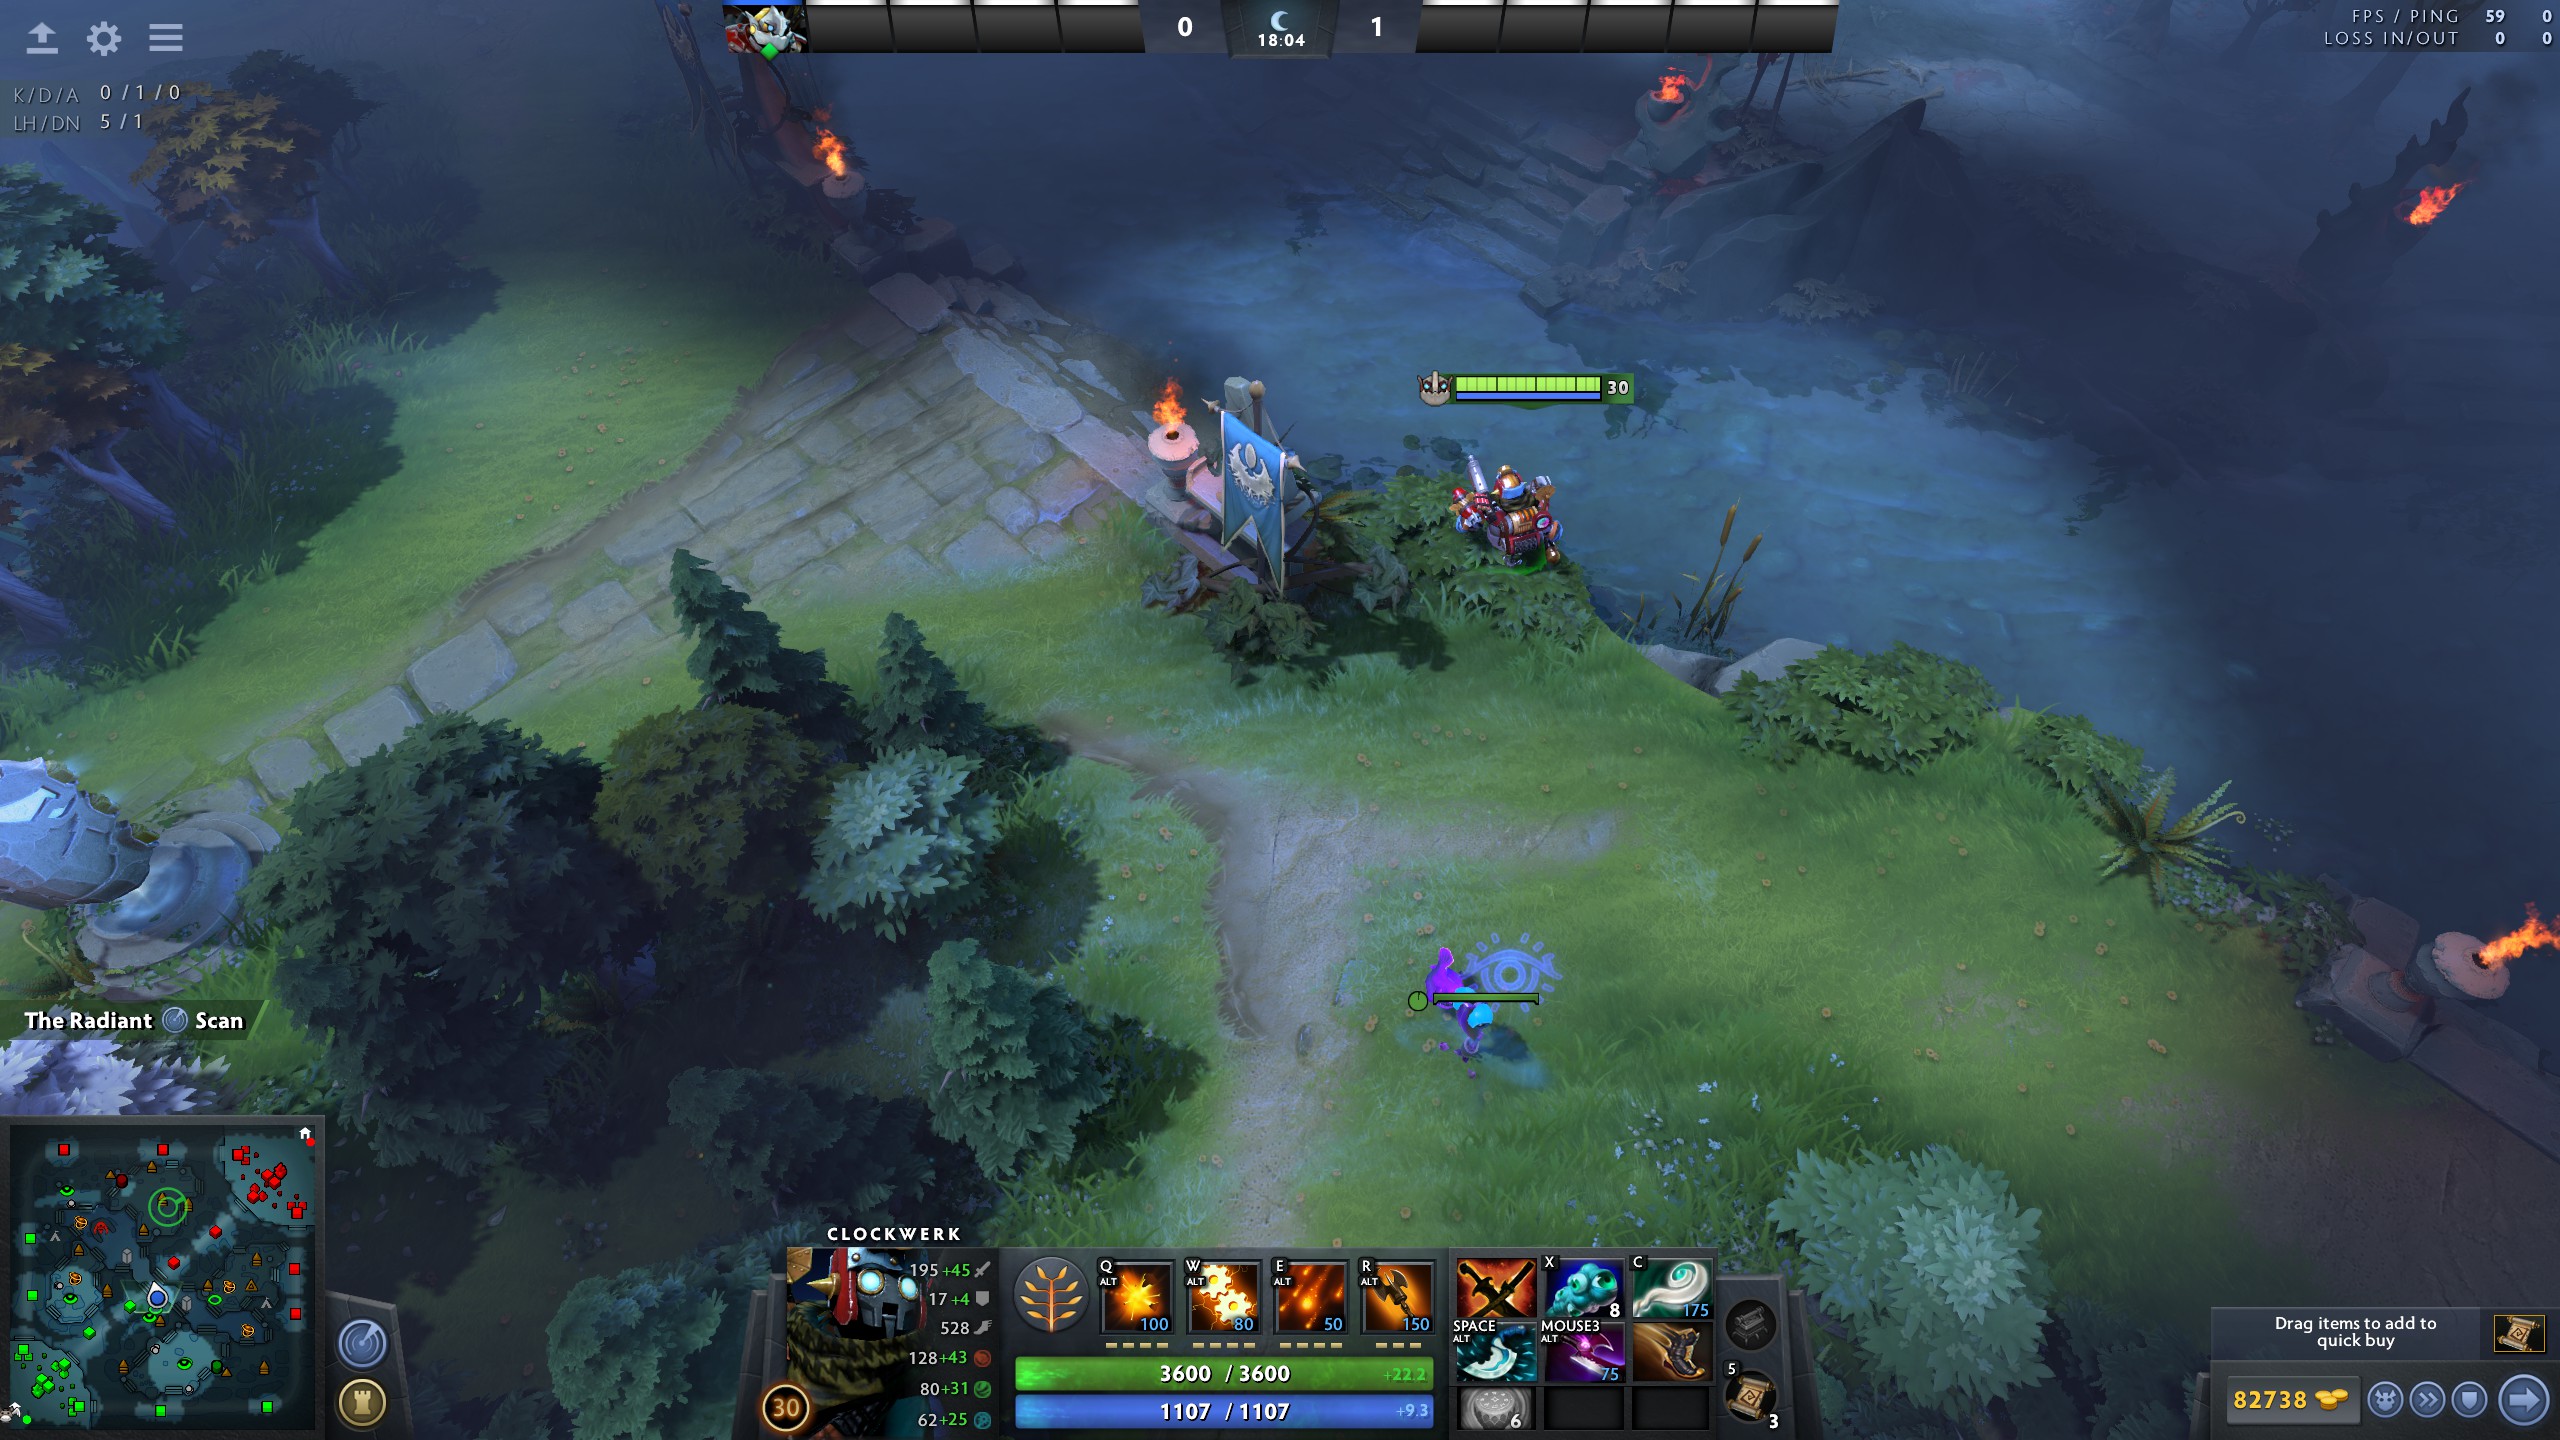 0 18:04 1
FPS / PING 59 0
LOSS IN/OUT 0 0
K/D/A 0 / 1 / 0
LH/DN 5 / 1
30
The Radiant Scan
CLOCKWERK
195 +45
17 +4
528
128 +43
80 +31
62 +25
30
Q ALT 100
W ALT 80
E ALT 50
R ALT 150
3600 / 3600 +22.2
1107 / 1107 +9.3
X 8
C 175
SPACE ALT
MOUSE3 ALT 75
6
5 3
Drag items to add to
quick buy
82738